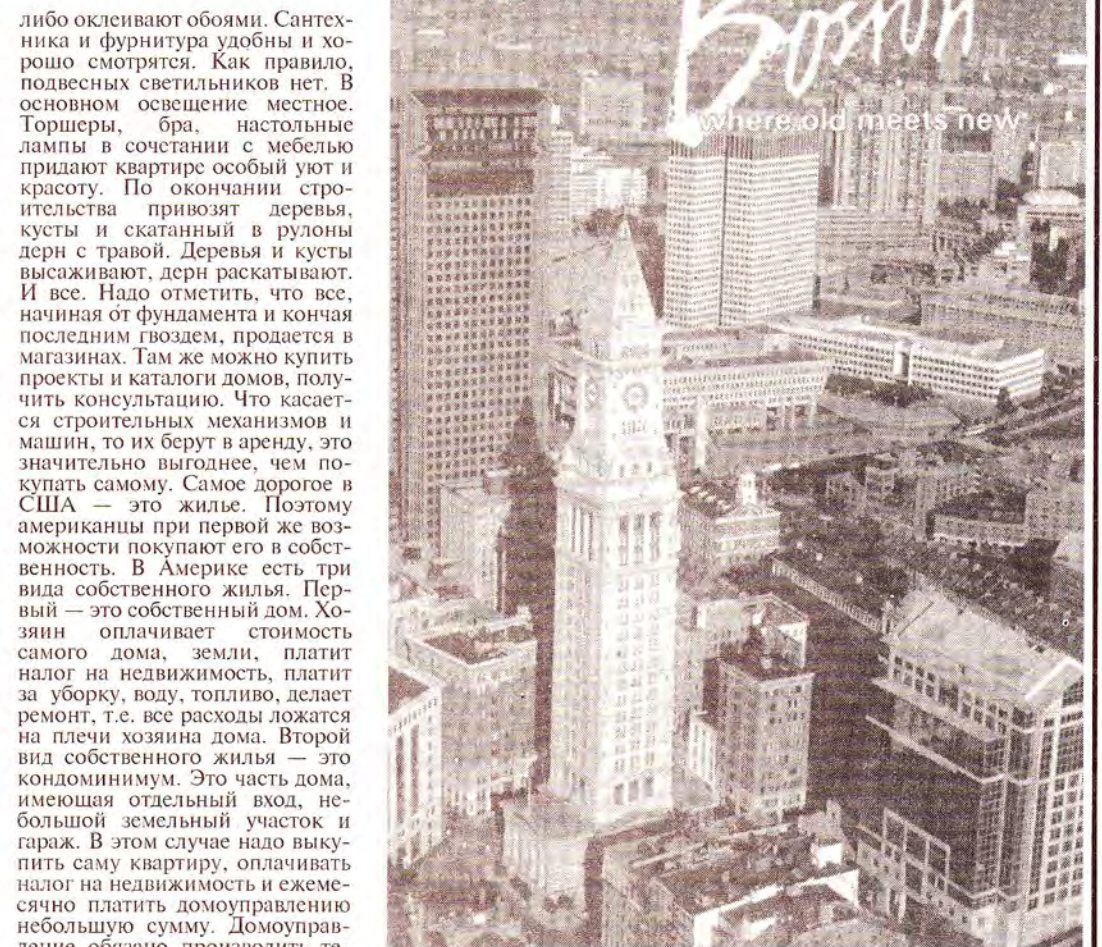 либо оклеивают обоями. Сантех-
ника и фурнитура удобны и хо-
рошо смотрятся. Как правило,
подвесных светильников нет. В
основном освещение местное.
Торшеры, бра, настольные
лампы в сочетании с мебелью
придают квартире особый уют и
красоту. По окончании стро-
ительства привозят деревья,
кусты и скатанный в рулоны
дерн с травой. Деревья и кусты
высаживают, дерн раскатывают.
И все. Надо отметить, что все,
начиная от фундамента и кончая
последним гвоздем, продается в
магазинах. Там же можно купить
проекты и каталоги домов, полу-
чить консультацию. Что касает-
ся строительных механизмов и
машин, то их берут в аренду, это
значительно выгоднее, чем по-
купать самому. Самое дорогое в
США — это жилье. Поэтому
американцы при первой же воз-
можности покупают его в собст-
венность. В Америке есть три
вида собственного жилья. Пер-
вый — это собственный дом. Хо-
зяин оплачивает стоимость
самого дома, земли, платит
налог на недвижимость, платит
за уборку, воду, топливо, делает
ремонт, т.е. все расходы ложатся
на плечи хозяина дома. Второй
вид собственного жилья — это
кондоминимум. Это часть дома,
имеющая отдельный вход, не-
большой земельный участок и
гараж. В этом случае надо выку-
пить саму квартиру, оплачивать
налог на недвижимость и ежеме-
сячно платить домоуправлению
небольшую сумму. Домоуправ-
ление обязано производить те-
Boston
where old meets new